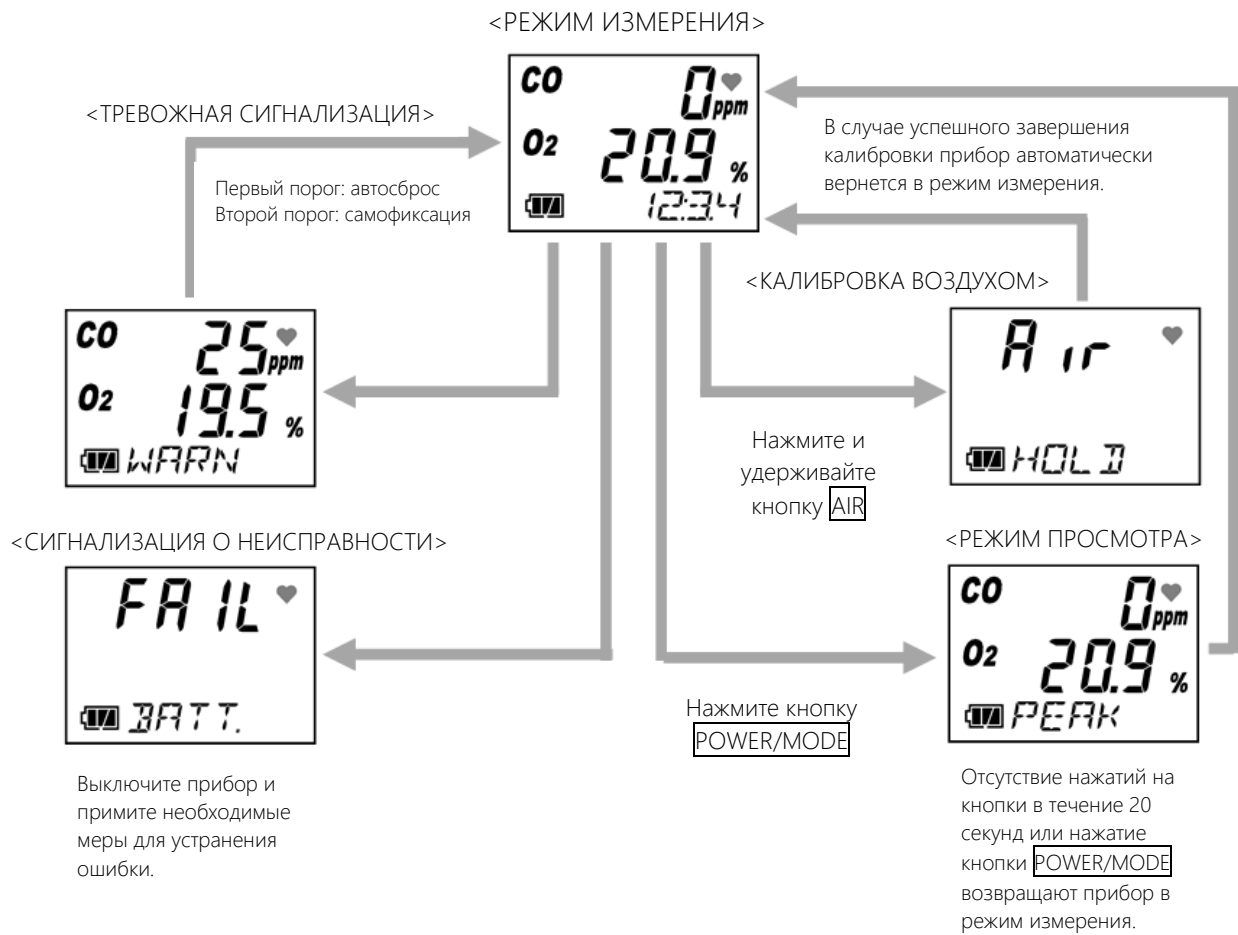 <РЕЖИМ ИЗМЕРЕНИЯ>
CO 0 ppm
O2 20.9 %
12:34
<ТРЕВОЖНАЯ СИГНАЛИЗАЦИЯ>
Первый порог: автосброс
Второй порог: самофиксация
В случае успешного завершения
калибровки прибор автоматически
вернется в режим измерения.
CO 25 ppm
O2 19.5 %
WARN
<КАЛИБРОВКА ВОЗДУХОМ>
Air
HOLD
Нажмите и
удерживайте
кнопку AIR
<СИГНАЛИЗАЦИЯ О НЕИСПРАВНОСТИ>
FAIL
BATT.
Выключите прибор и
примите необходимые
меры для устранения
ошибки.
Нажмите кнопку
POWER/MODE
<РЕЖИМ ПРОСМОТРА>
CO 0 ppm
O2 20.9 %
PEAK
Отсутствие нажатий на
кнопки в течение 20
секунд или нажатие
кнопки POWER/MODE
возвращают прибор в
режим измерения.